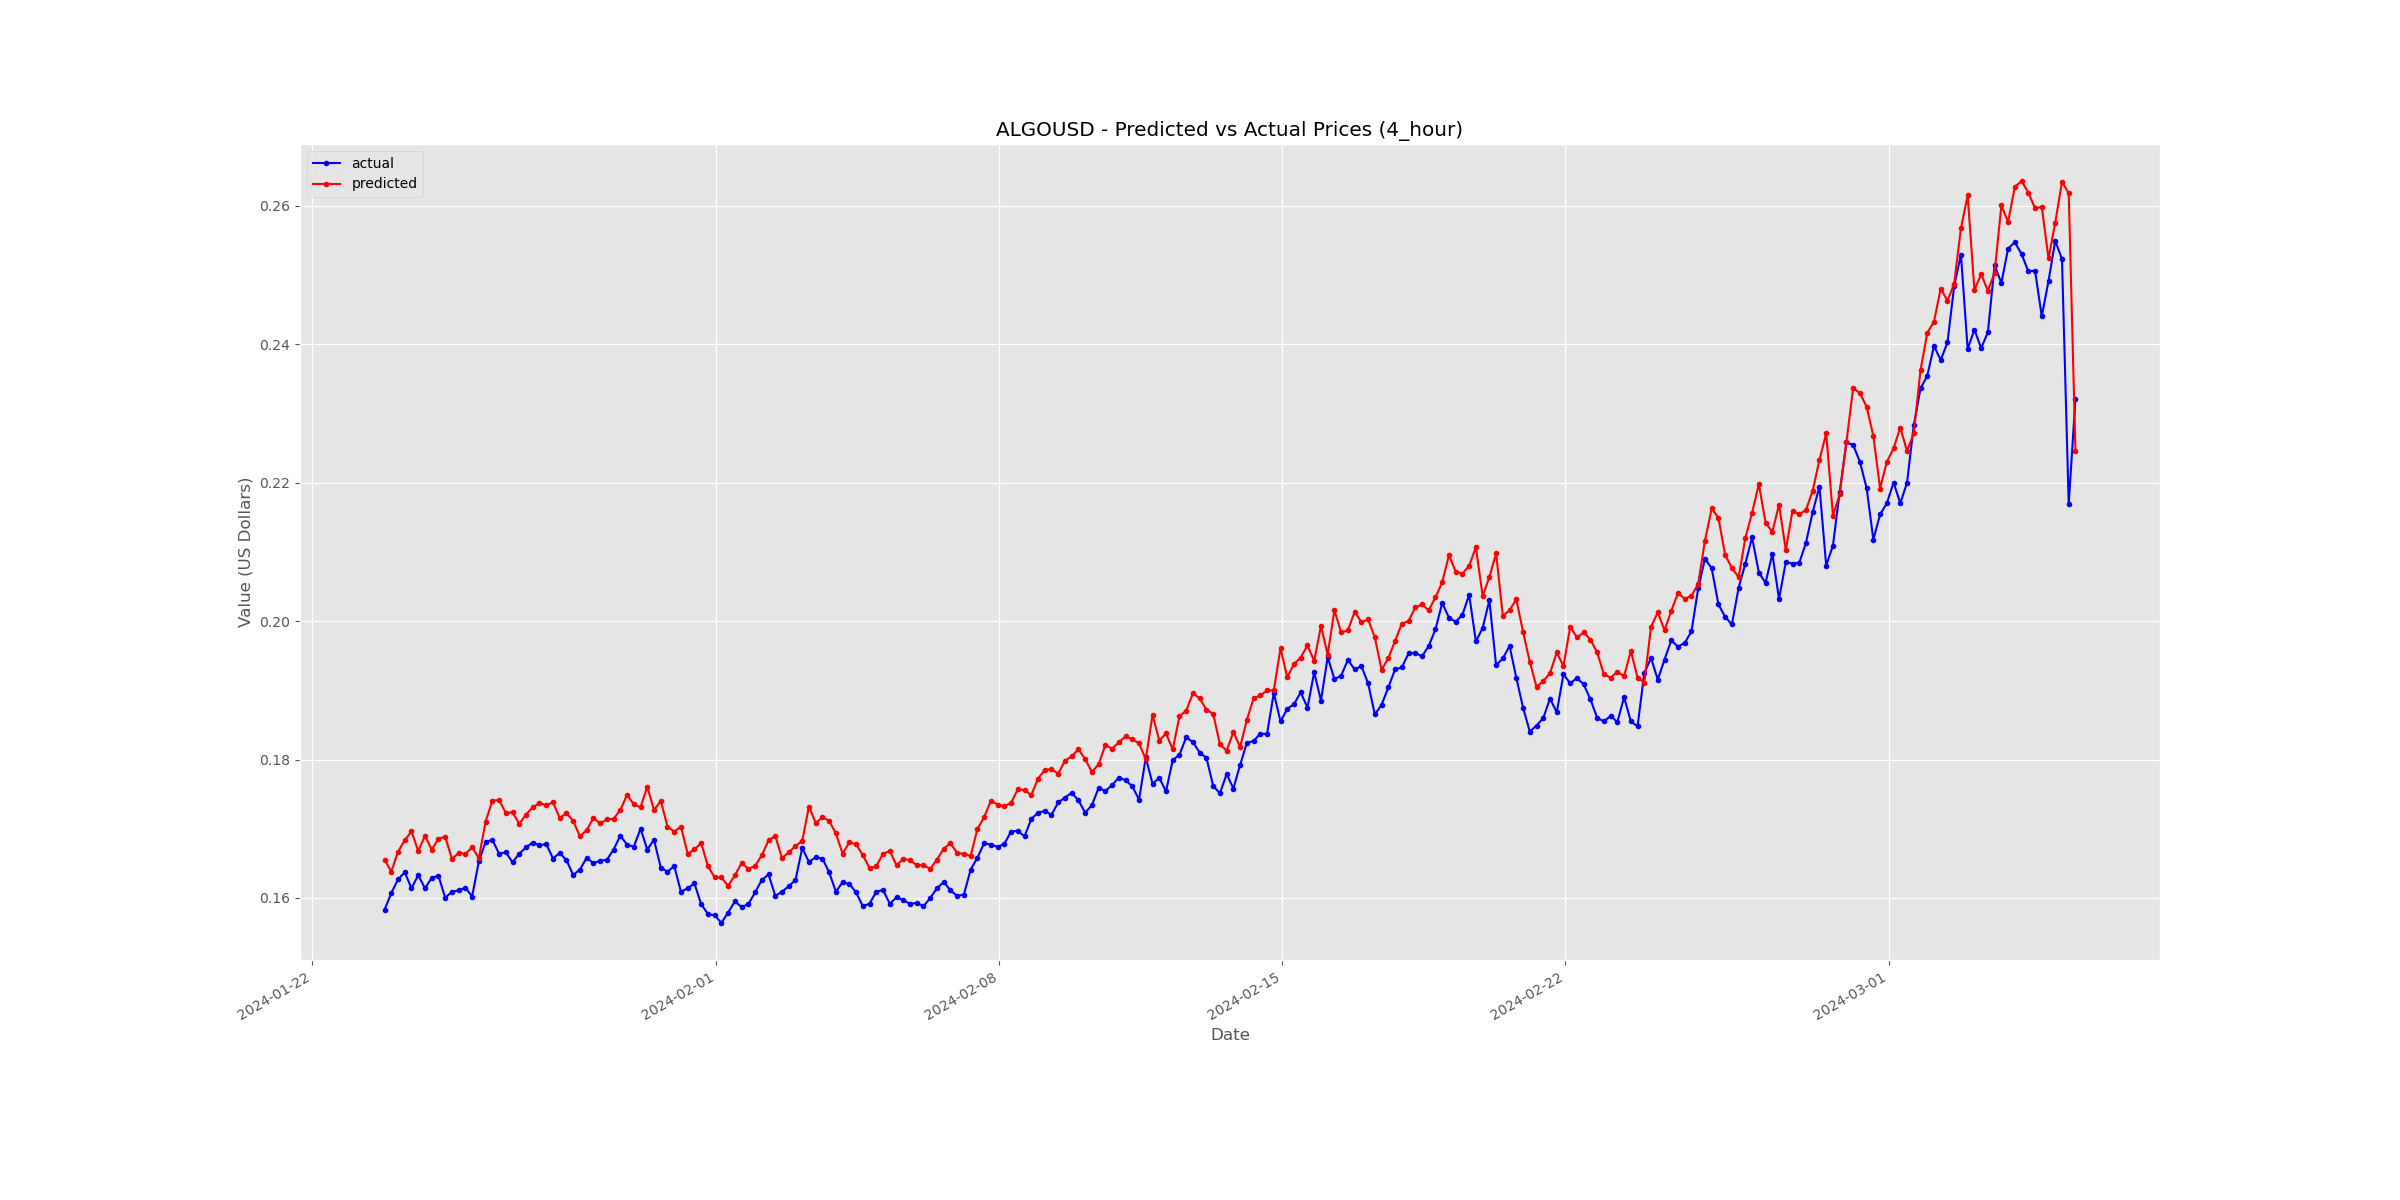 ALGOUSD - Predicted vs Actual Prices (4_hour)
actual
predicted
0.26
0.24
0.22
0.20
0.18
0.16
Value (US Dollars)
2024-01-22
2024-02-01
2024-02-08
2024-02-15
2024-02-22
2024-03-01
Date